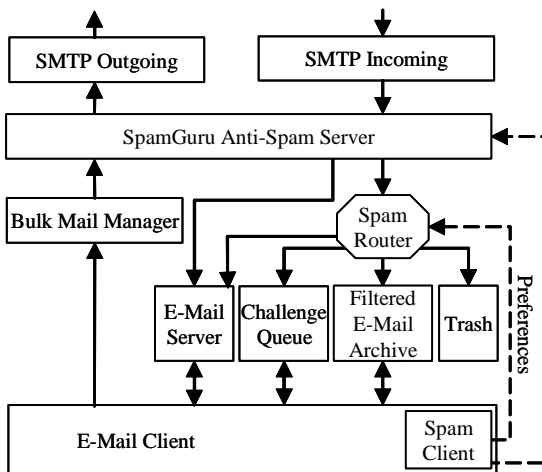 SMTP Outgoing
SMTP Incoming
SpamGuru Anti-Spam Server
Bulk Mail Manager
Spam
Router
E-Mail
Server
Challenge
Queue
Filtered
E-Mail
Archive
Trash
Preferences
E-Mail Client
Spam
Client